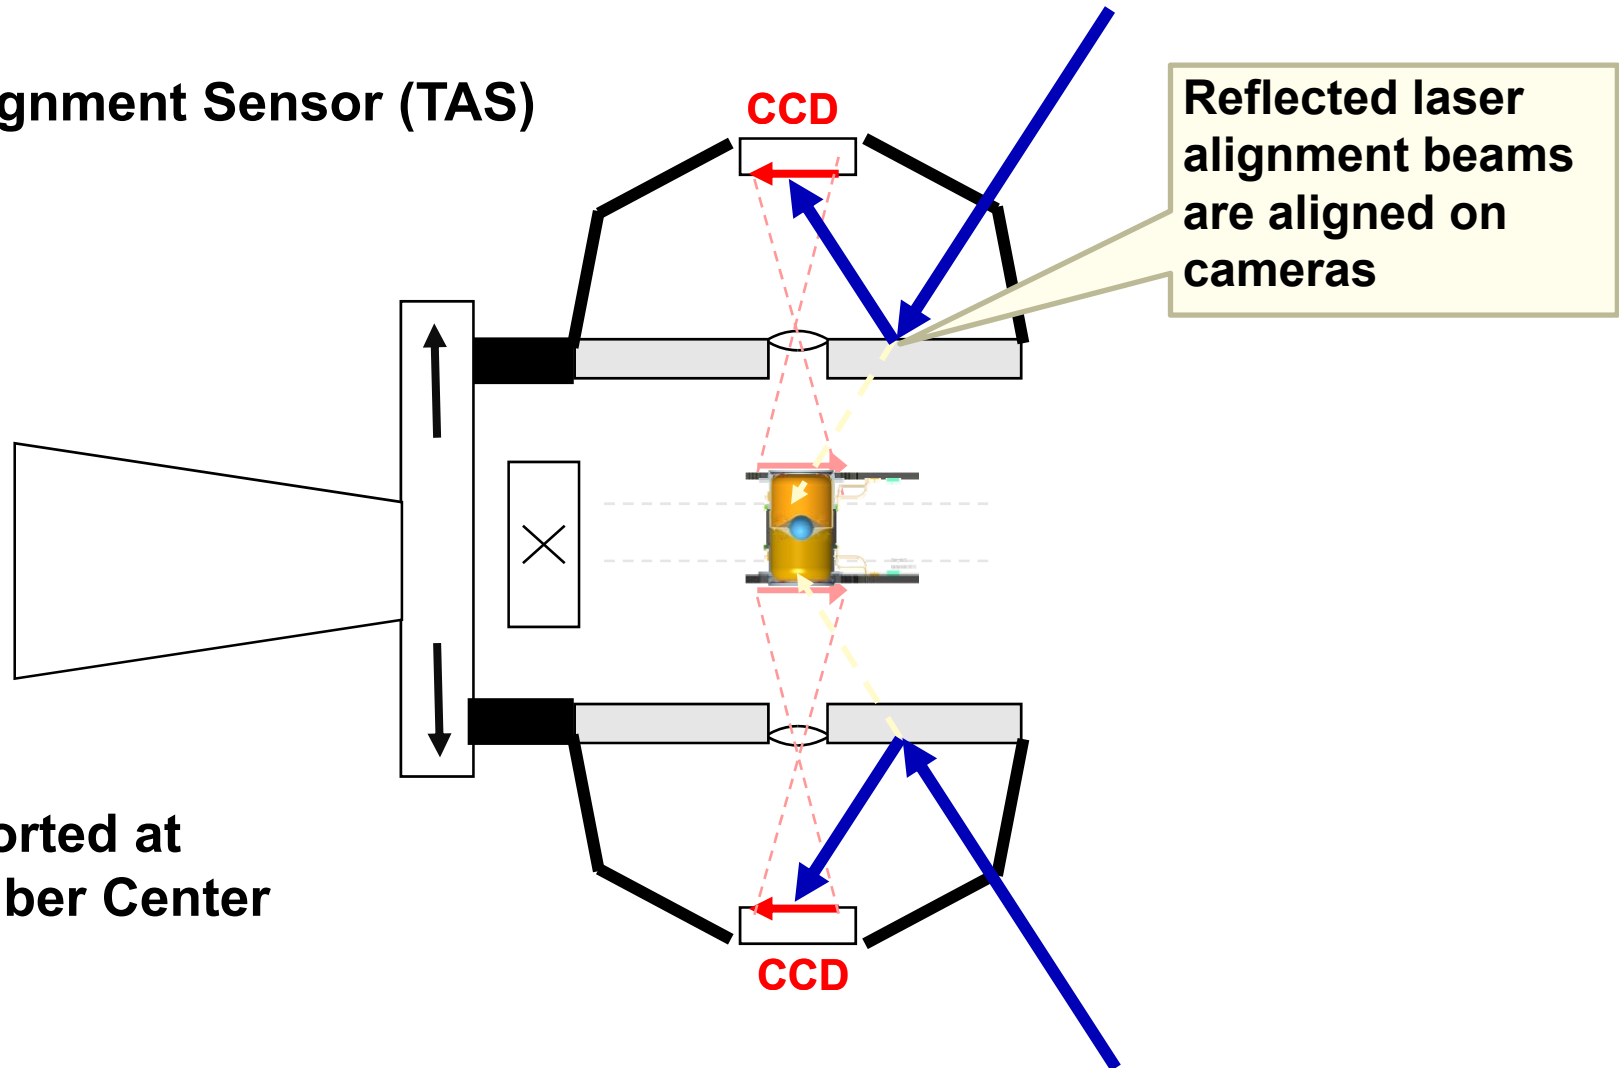 gnment Sensor (TAS)
CCD
Reflected laser
alignment beams
are aligned on
cameras
orted at
ber Center
CCD